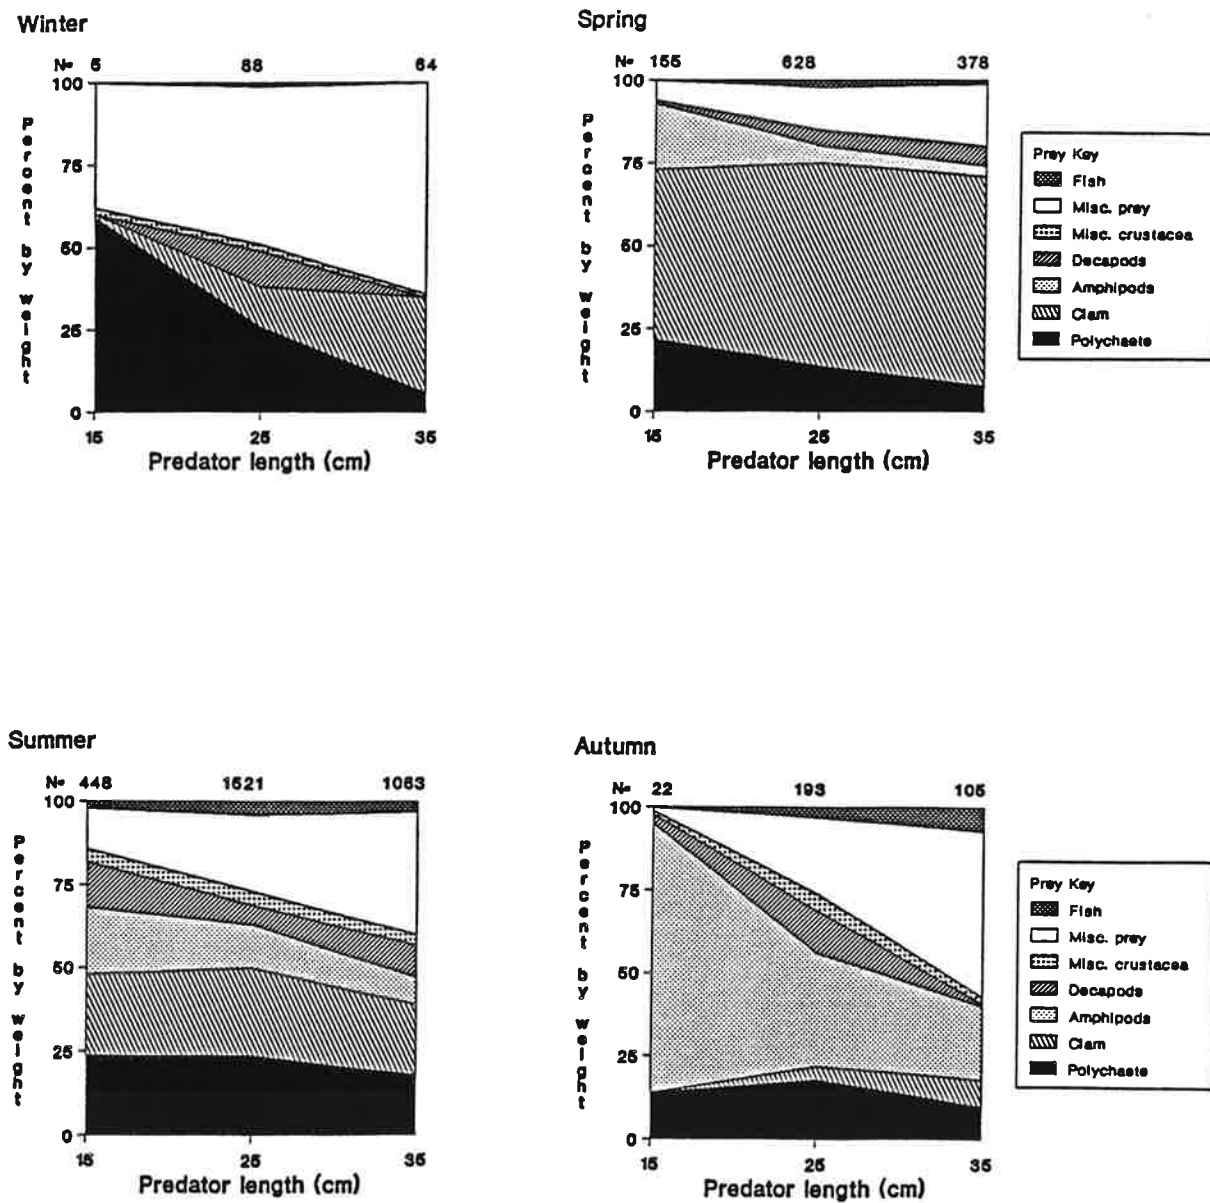 Winter
N= 5 88 64
100
75
50
25
0
Percent by weight
15 25 35
Predator length (cm)
Spring
N= 155 628 378
100
75
50
25
0
Percent by weight
15 25 35
Predator length (cm)
Prey Key
Fish
Misc. prey
Misc. crustacea
Decapods
Amphipods
Clam
Polychaete
Summer
N= 448 1521 1063
100
75
50
25
0
Percent by weight
15 25 35
Predator length (cm)
Autumn
N= 22 193 105
100
75
50
25
0
Percent by weight
15 25 35
Predator length (cm)
Prey Key
Fish
Misc. prey
Misc. crustacea
Decapods
Amphipods
Clam
Polychaete